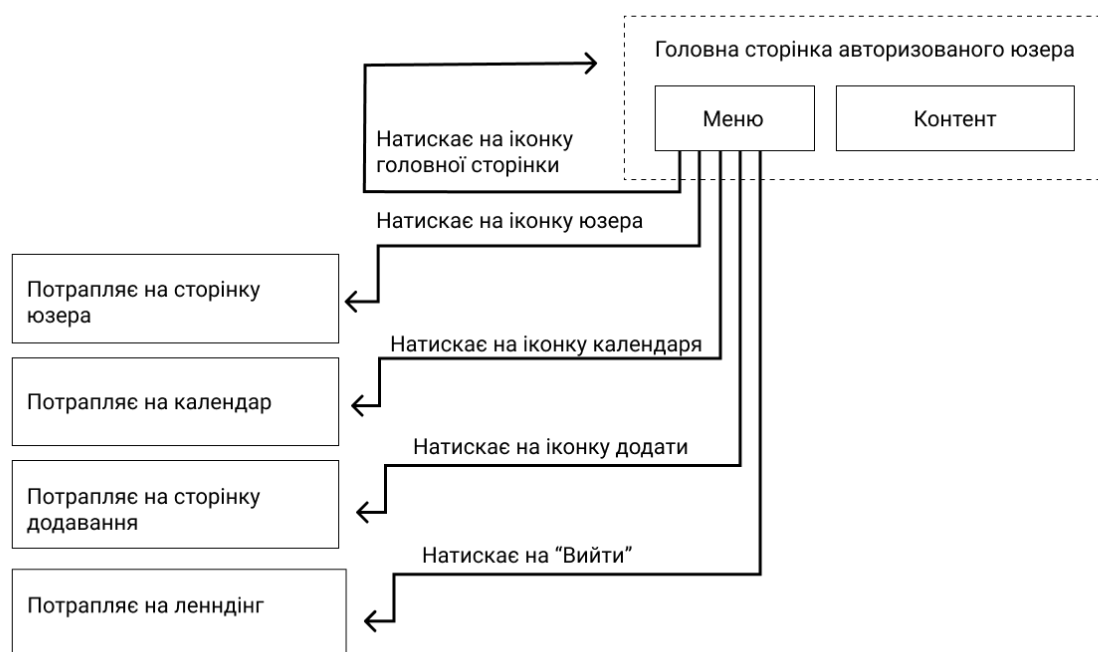 Головна сторінка авторизованого юзера
Меню
Контент
Натискає на іконку
головної сторінки
Натискає на іконку юзера
Потрапляє на сторінку
юзера
Натискає на іконку календаря
Потрапляє на календар
Натискає на іконку додати
Потрапляє на сторінку
додавання
Натискає на “Вийти”
Потрапляє на ленндінг